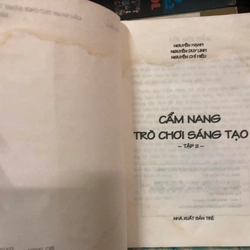 NGUYỄN HẠNH
NGUYỄN DUY LINH
NGUYỄN CHÍ HIẾU
CẨM NANG
TRÒ CHƠI SÁNG TẠO
- TẬP 2 -
NHÀ XUẤT BẢN TRẺ